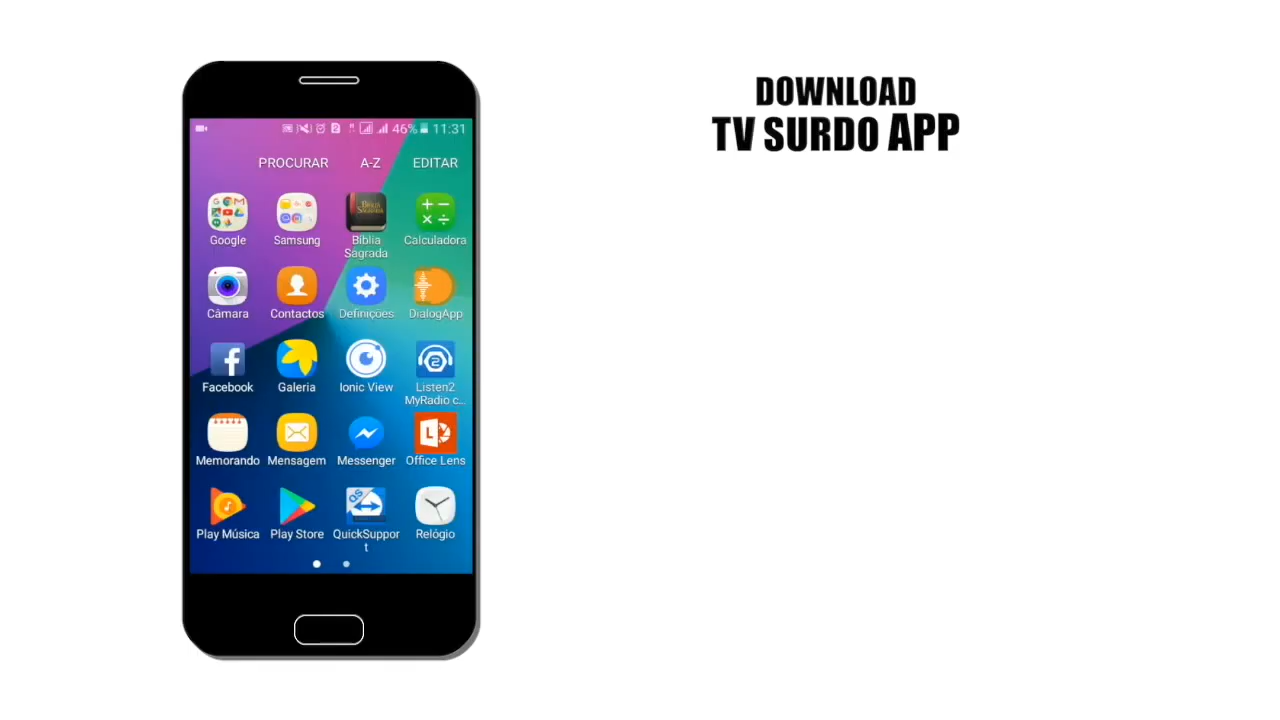 DOWNLOAD
TV SURDO APP
46% 11:31
PROCURAR A-Z EDITAR
Google Samsung Bíblia Sagrada Calculadora
Câmara Contactos Definições DialogApp
Facebook Galeria Ionic View Listen2 MyRadio c...
Memorando Mensagem Messenger Office Lens
Play Música Play Store QuickSupport Relógio